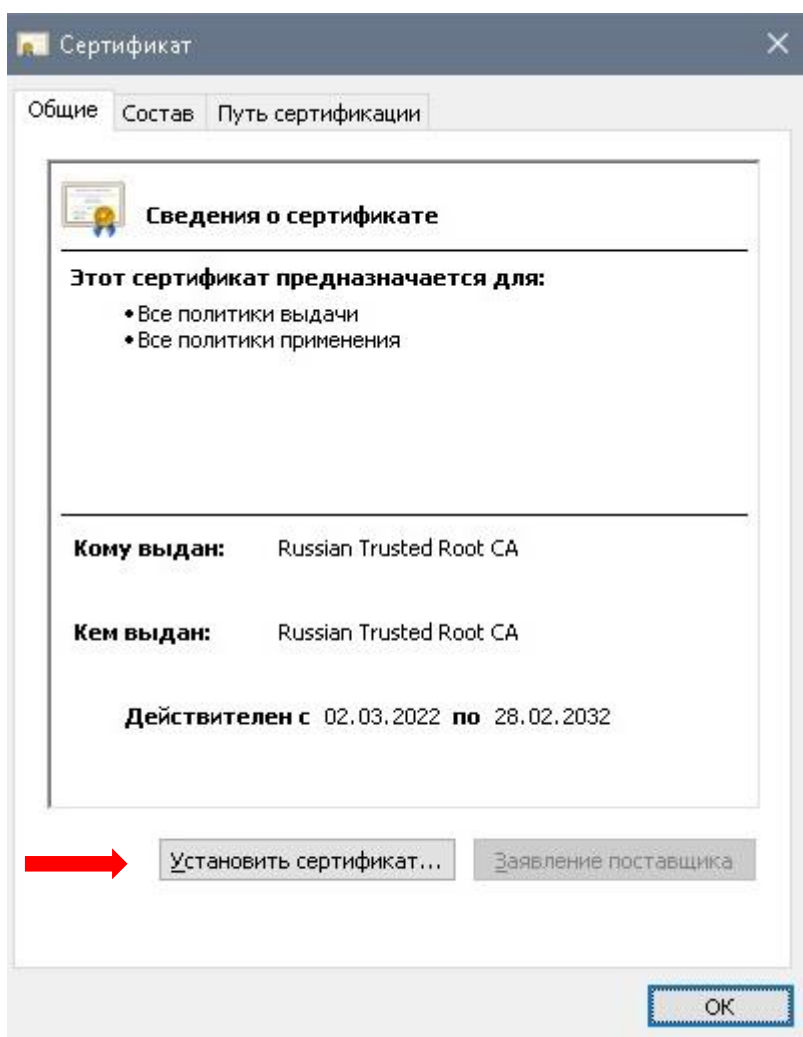 Сертификат
Общие Состав Путь сертификации
Сведения о сертификате
Этот сертификат предназначается для:
•Все политики выдачи
•Все политики применения
Кому выдан: Russian Trusted Root CA
Кем выдан: Russian Trusted Root CA
Действителен с 02.03.2022 по 28.02.2032
Установить сертификат... Заявление поставщика
ОК